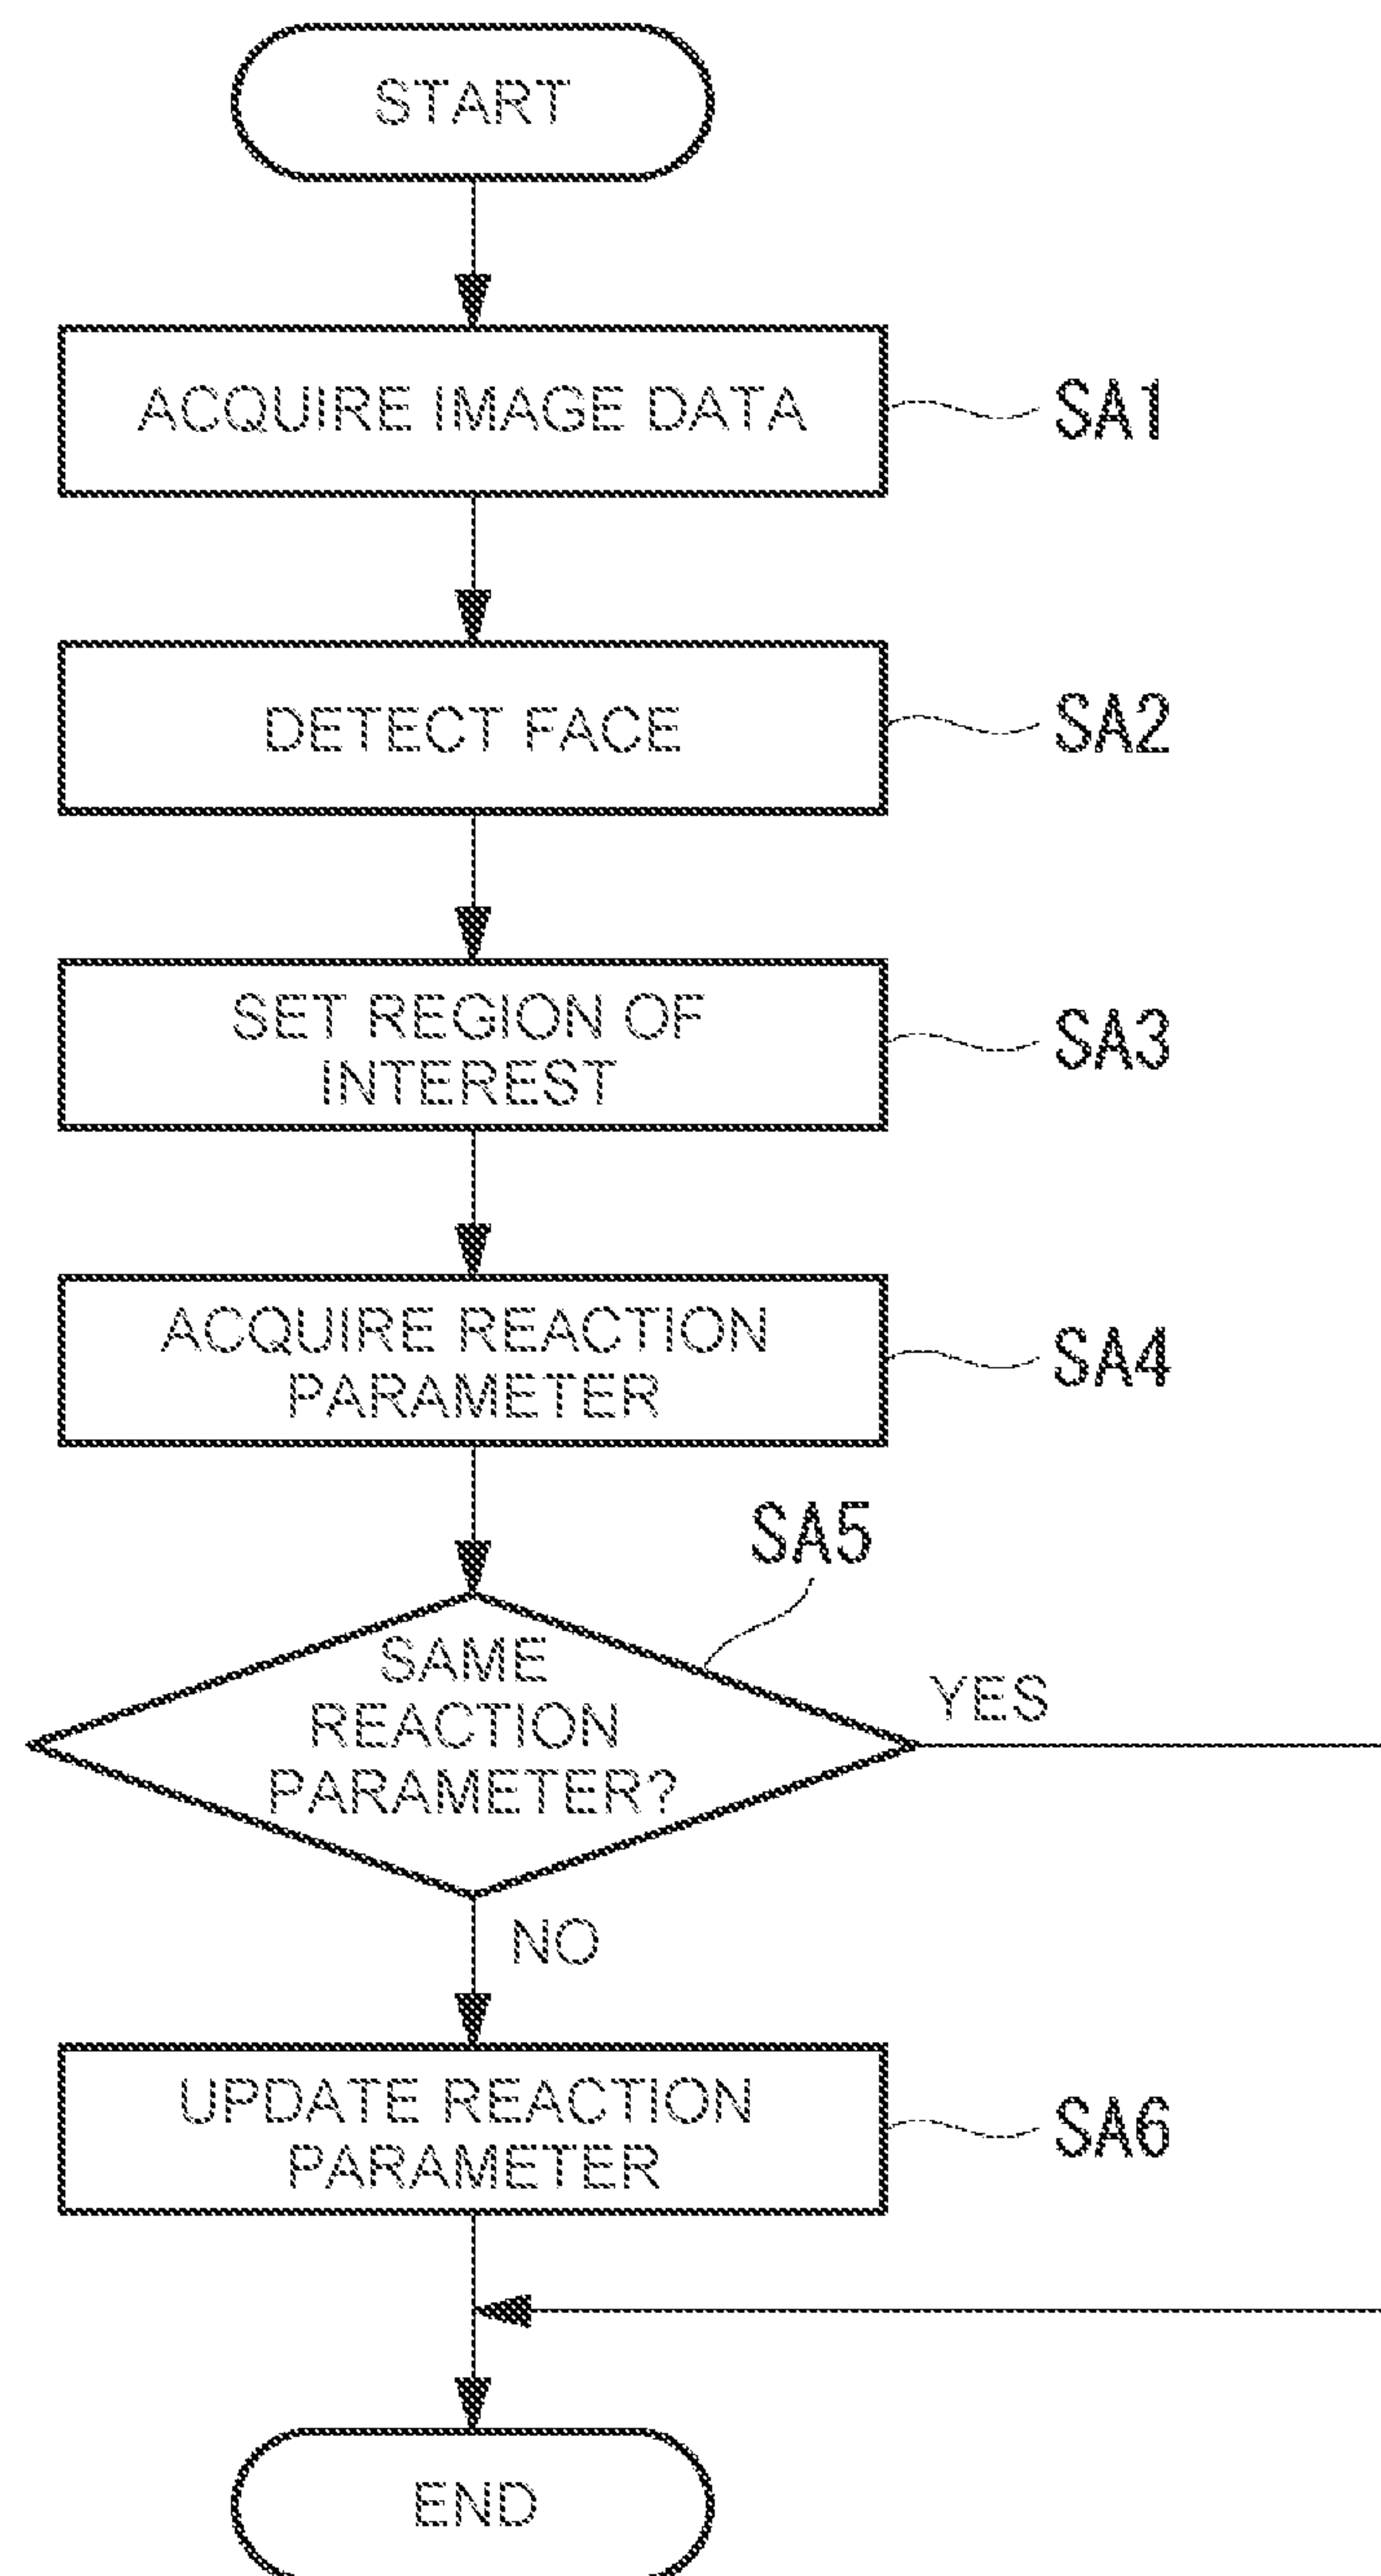 START
ACQUIRE IMAGE DATA
SA1
DETECT FACE
SA2
SET REGION OF
INTEREST
SA3
ACQUIRE REACTION
PARAMETER
SA4
SA5
SAME
REACTION
PARAMETER?
YES
NO
UPDATE REACTION
PARAMETER
SA6
END